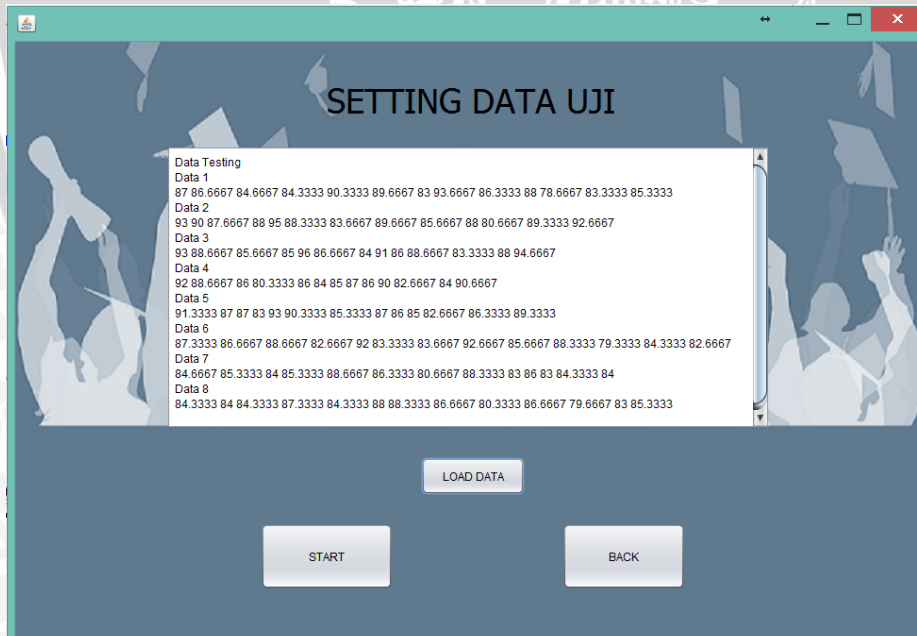 SETTING DATA UJI
Data Testing
Data 1
87 86.6667 84.6667 84.3333 90.3333 89.6667 83 93.6667 86.3333 88 78.6667 83.3333 85.3333
Data 2
93 90 87.6667 88 95 88.3333 83.6667 89.6667 85.6667 88 80.6667 89.3333 92.6667
Data 3
93 88.6667 85.6667 85 96 86.6667 84 91 86 88.6667 83.3333 88 94.6667
Data 4
92 88.6667 86 80.3333 86 84 85 87 86 90 82.6667 84 90.6667
Data 5
91.3333 87 87 83 93 90.3333 85.3333 87 86 85 82.6667 86.3333 89.3333
Data 6
87.3333 86.6667 88.6667 82.6667 92 83.3333 83.6667 92.6667 85.6667 88.3333 79.3333 84.3333 82.6667
Data 7
84.6667 85.3333 84 85.3333 88.6667 86.3333 80.6667 88.3333 83 86 83 84.3333 84
Data 8
84.3333 84 84.3333 87.3333 84.3333 88 88.3333 86.6667 80.3333 86.6667 79.6667 83 85.3333
LOAD DATA
START
BACK